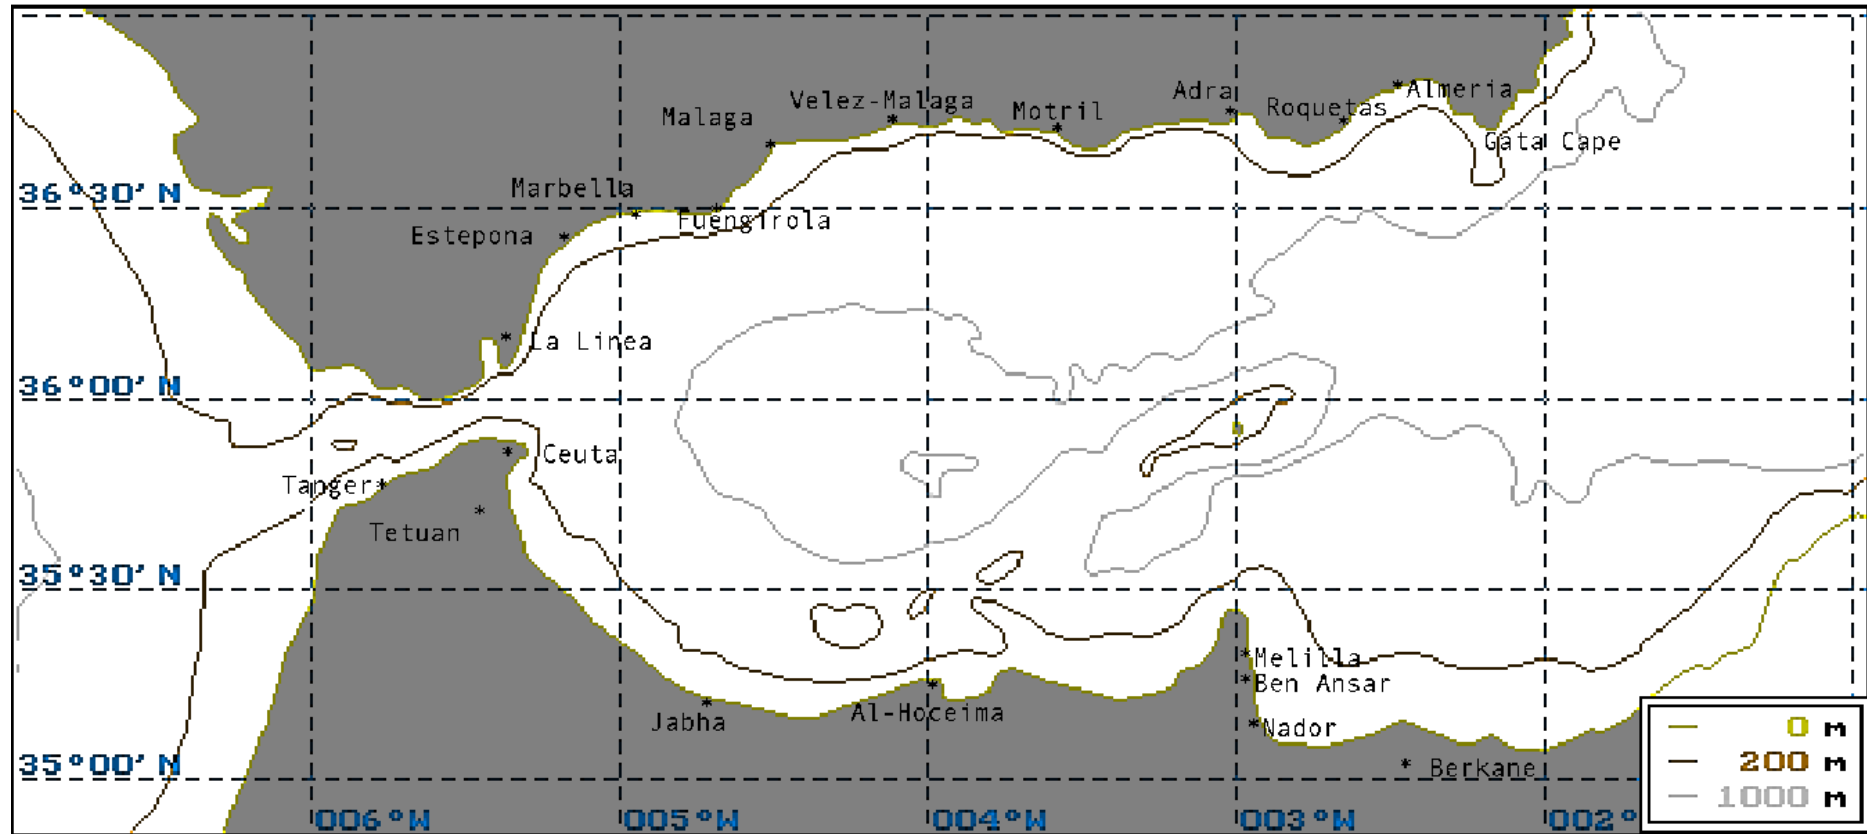 Almeria
Adra
Velez-Malaga
Roquetas
Motril
Malaga
Gata Cape
Marbella
36°30' N
Fuengirola
Estepona
La Linea
36°00' N
Ceuta
Tanger
Tetuan
35°30' N
Melilla
Ben Ansar
Al-Hoceima
Jabha
Nador
0 m
35°00' N
200 m
Berkane
1000 m
006°W
005°W
004°W
003°W
002°